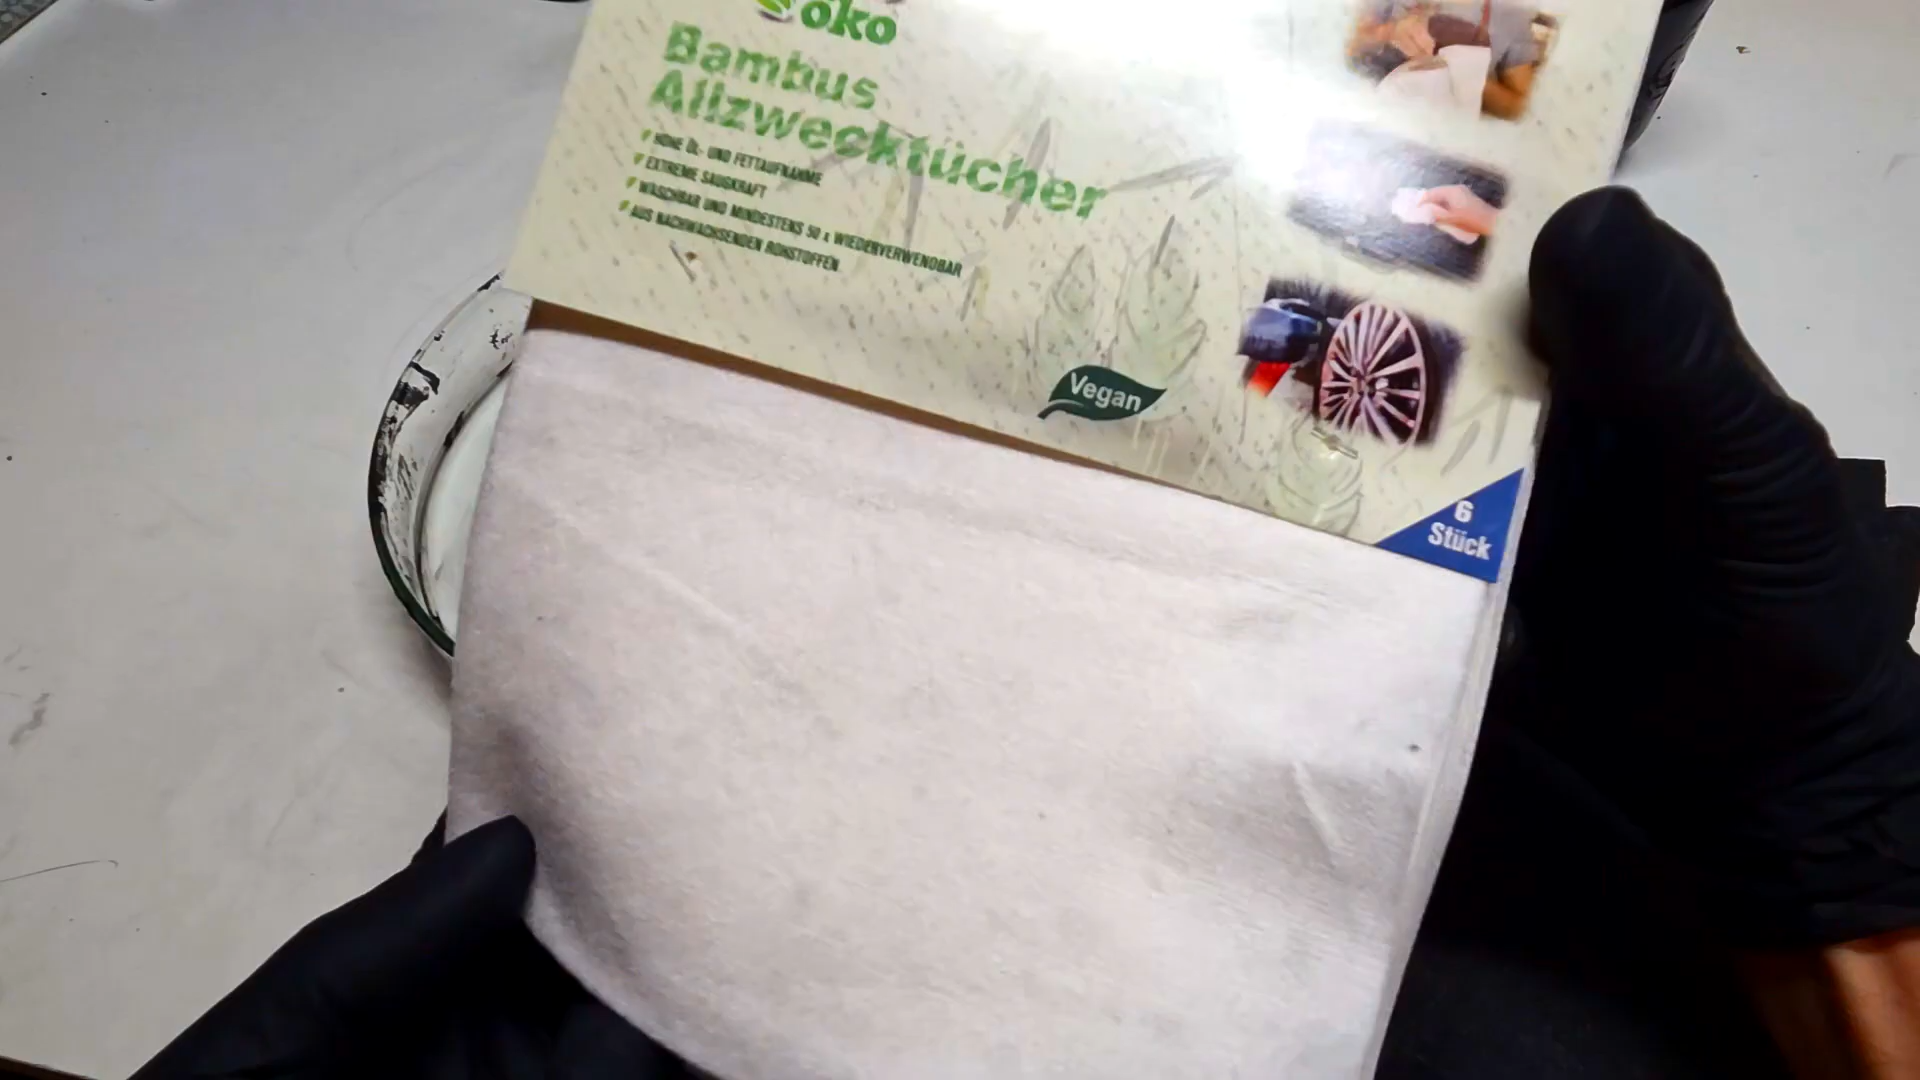 öko
Bambus
Allzwecktücher
HOHE ÖL- UND FETTAUFNAHME
EXTREME SAUGKRAFT
WASCHBAR UND MINDESTENS 50 x WIEDERVERWENDBAR
AUS NACHWACHSENDEN ROHSTOFFEN
Vegan
6
Stück